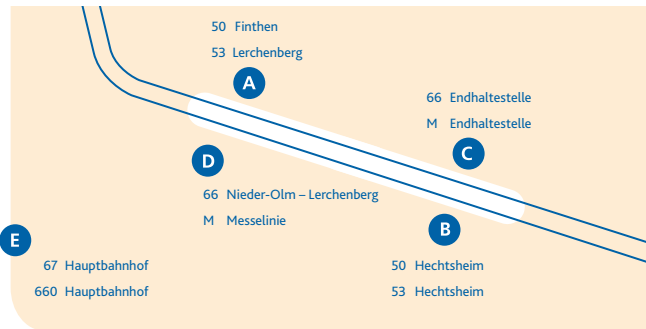 50 Finthen
53 Lerchenberg
A
66 Endhaltestelle
M Endhaltestelle
C
D
66 Nieder-Olm – Lerchenberg
M Messelinie
B
50 Hechtsheim
53 Hechtsheim
E
67 Hauptbahnhof
660 Hauptbahnhof